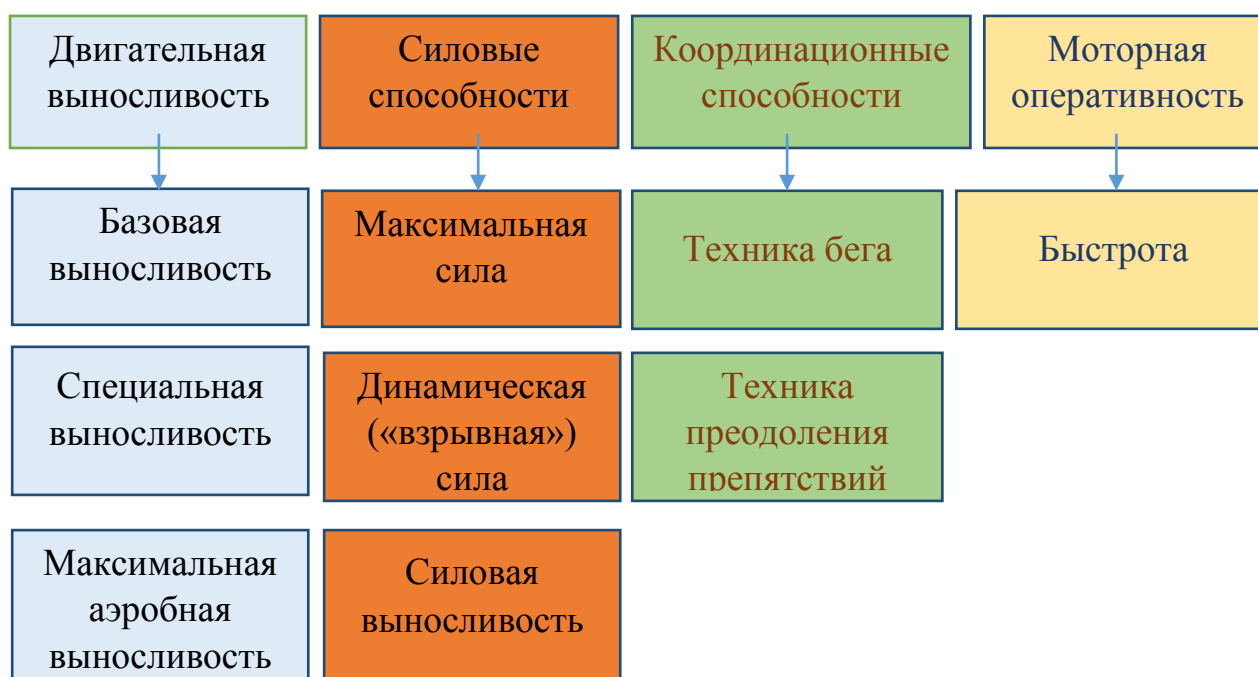 Двигательная
выносливость
Силовые
способности
Координационные
способности
Моторная
оперативность
Базовая
выносливость
Максимальная
сила
Техника бега
Быстрота
Специальная
выносливость
Динамическая
(«взрывная»)
сила
Техника
преодоления
препятствий
Максимальная
аэробная
выносливость
Силовая
выносливость